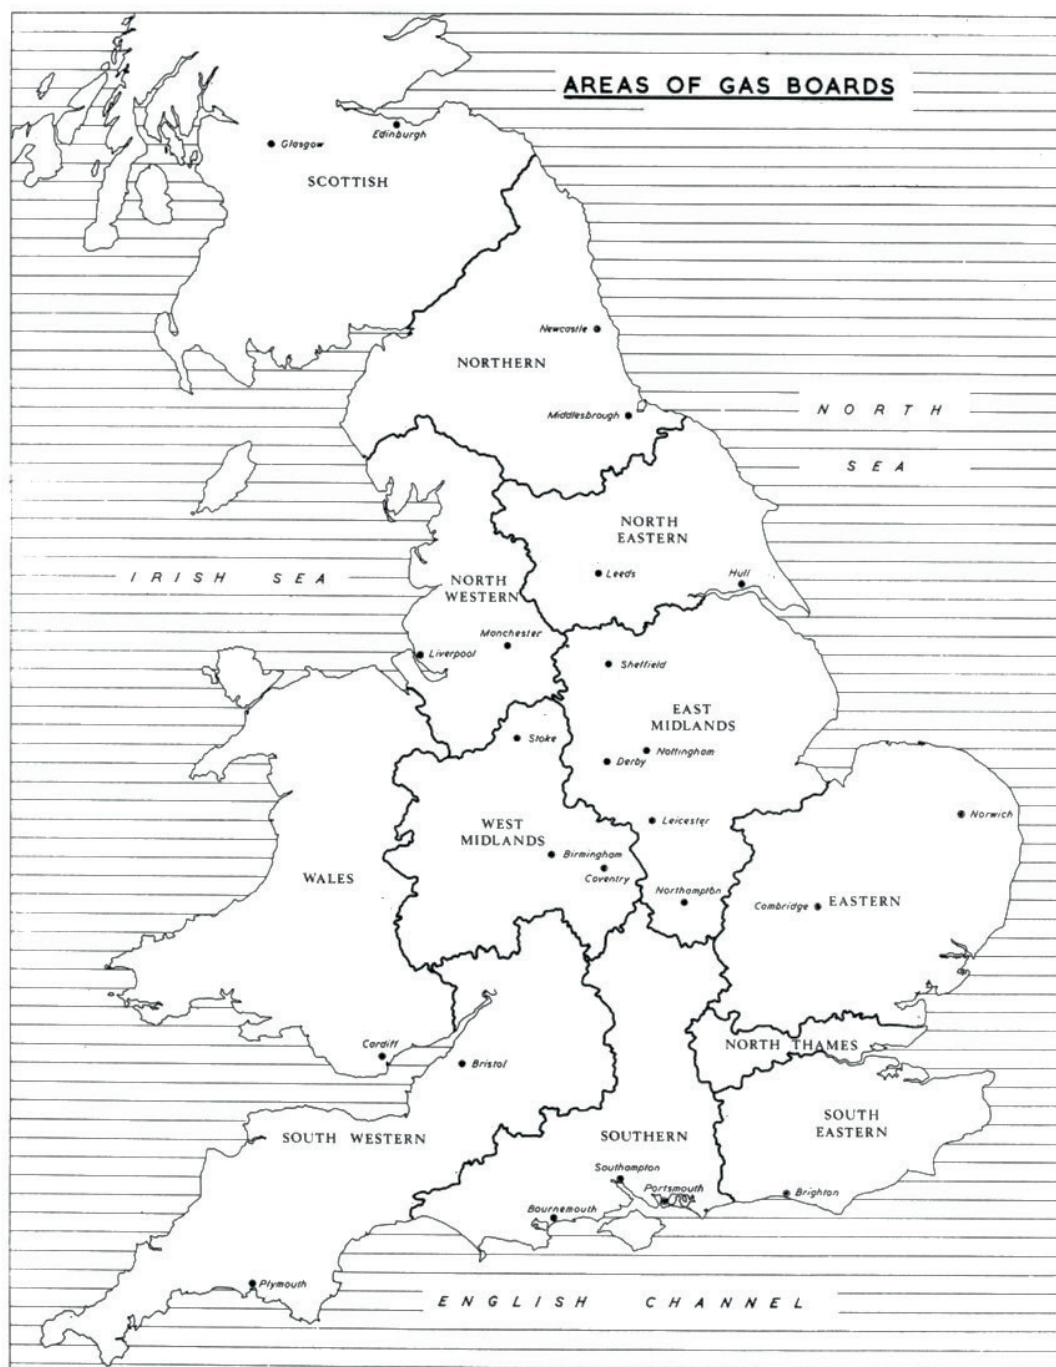 AREAS OF GAS BOARDS
Edinburgh
Glasgow
SCOTTISH
Newcastle
NORTHERN
NORTH
Middlesbrough
SEA
NORTH
EASTERN
IRISH SEA
Leeds
Hull
NORTH
WESTERN
Manchester
Liverpool
Sheffield
EAST
MIDLANDS
Stoke
Nottingham
Derby
Norwich
Leicester
WEST
MIDLANDS
Birmingham
Coventry
WALES
Northampton
Cambridge
EASTERN
Cardiff
NORTH THAMES
Bristol
SOUTH
EASTERN
SOUTH WESTERN
SOUTHERN
Southampton
Portsmouth
Brighton
Bournemouth
Plymouth
ENGLISH CHANNEL